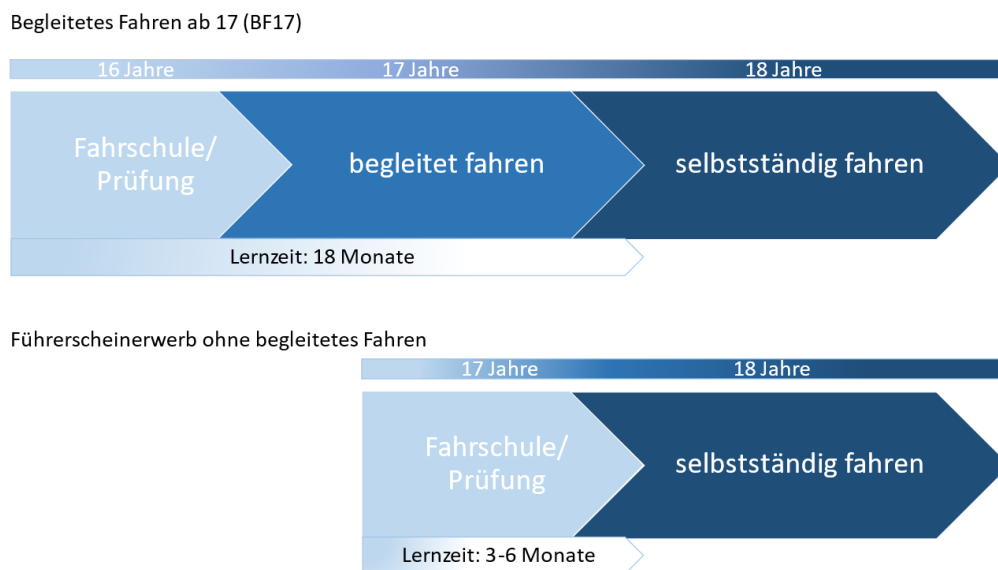 Begleitetes Fahren ab 17 (BF17)
16 Jahre 17 Jahre 18 Jahre
Fahrschule/
Prüfung
begleitet fahren
selbstständig fahren
Lernzeit: 18 Monate
Führerscheinerwerb ohne begleitetes Fahren
17 Jahre 18 Jahre
Fahrschule/
Prüfung
selbstständig fahren
Lernzeit: 3-6 Monate